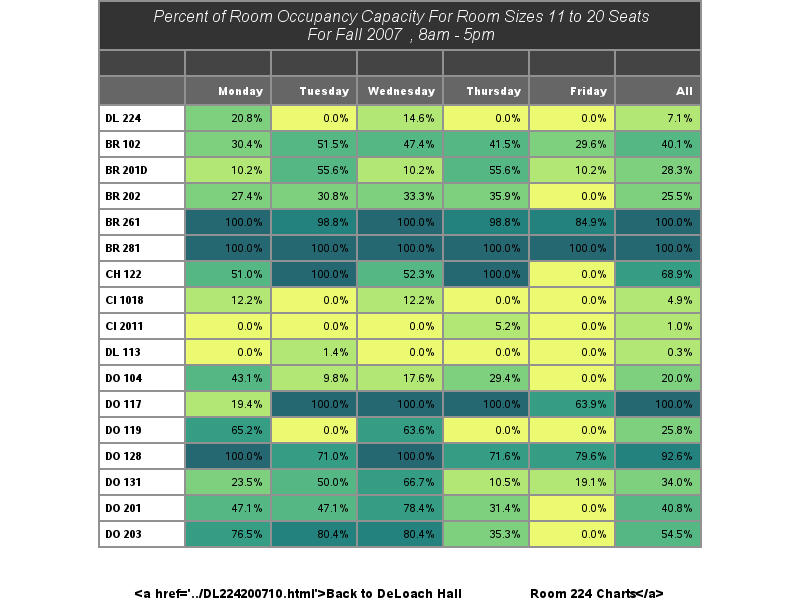 Percent of Room Occupancy Capacity For Room Sizes 11 to 20 Seats
For Fall 2007 , 8am - 5pm
Monday Tuesday Wednesday Thursday Friday All
DL 224 20.8% 0.0% 14.6% 0.0% 0.0% 7.1%
BR 102 30.4% 51.5% 47.4% 41.5% 29.6% 40.1%
BR 201D 10.2% 55.6% 10.2% 55.6% 10.2% 28.3%
BR 202 27.4% 30.8% 33.3% 35.9% 0.0% 25.5%
BR 261 100.0% 98.8% 100.0% 98.8% 84.9% 100.0%
BR 281 100.0% 100.0% 100.0% 100.0% 100.0% 100.0%
CH 122 51.0% 100.0% 52.3% 100.0% 0.0% 68.9%
CI 1018 12.2% 0.0% 12.2% 0.0% 0.0% 4.9%
CI 2011 0.0% 0.0% 0.0% 5.2% 0.0% 1.0%
DL 113 0.0% 1.4% 0.0% 0.0% 0.0% 0.3%
DO 104 43.1% 9.8% 17.6% 29.4% 0.0% 20.0%
DO 117 19.4% 100.0% 100.0% 100.0% 63.9% 100.0%
DO 119 65.2% 0.0% 63.6% 0.0% 0.0% 25.8%
DO 128 100.0% 71.0% 100.0% 71.6% 79.6% 92.6%
DO 131 23.5% 50.0% 66.7% 10.5% 19.1% 34.0%
DO 201 47.1% 47.1% 78.4% 31.4% 0.0% 40.8%
DO 203 76.5% 80.4% 80.4% 35.3% 0.0% 54.5%
<a href='../DL224200710.html'>Back to DeLoach Hall Room 224 Charts</a>